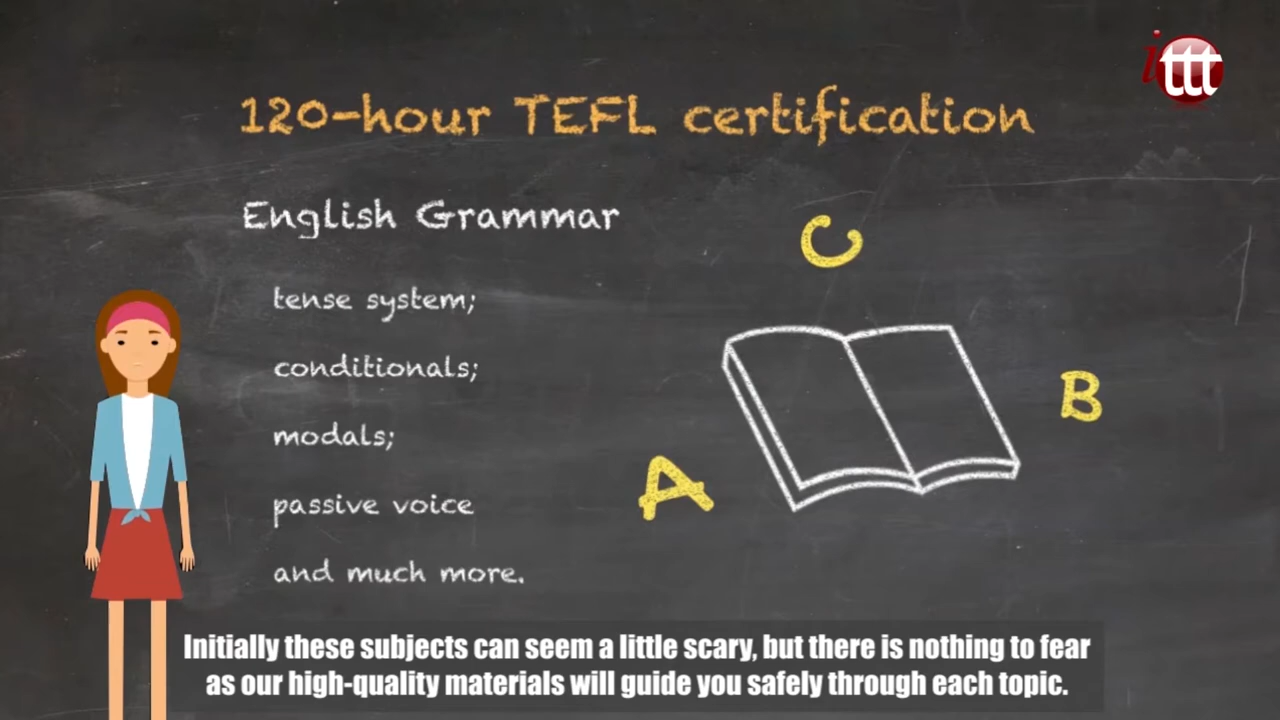 ittt
120-hour TEFL certification
English Grammar
C
tense system;
conditionals;
B
modals;
A
passive voice
and much more.
Initially these subjects can seem a little scary, but there is nothing to fear
as our high-quality materials will guide you safely through each topic.